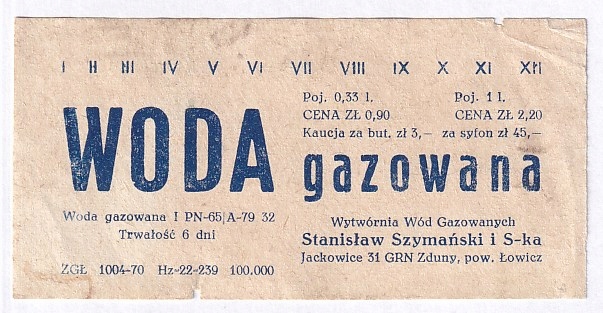 I II III IV V VI VII VIII IX X XI XII
WODA gazowana
Poj. 0,33 l. Poj. 1 l.
CENA ZŁ 0,90 CENA ZŁ 2,20
Kaucja za but. zł 3,— za syfon zł 45,—
Woda gazowana I PN-65/A-79 32
Trwałość 6 dni
ZGŁ 1004-70 Hz-22-239 100.000
Wytwórnia Wód Gazowanych
Stanisław Szymański i S-ka
Jackowice 31 GRN Zduny, pow. Łowicz